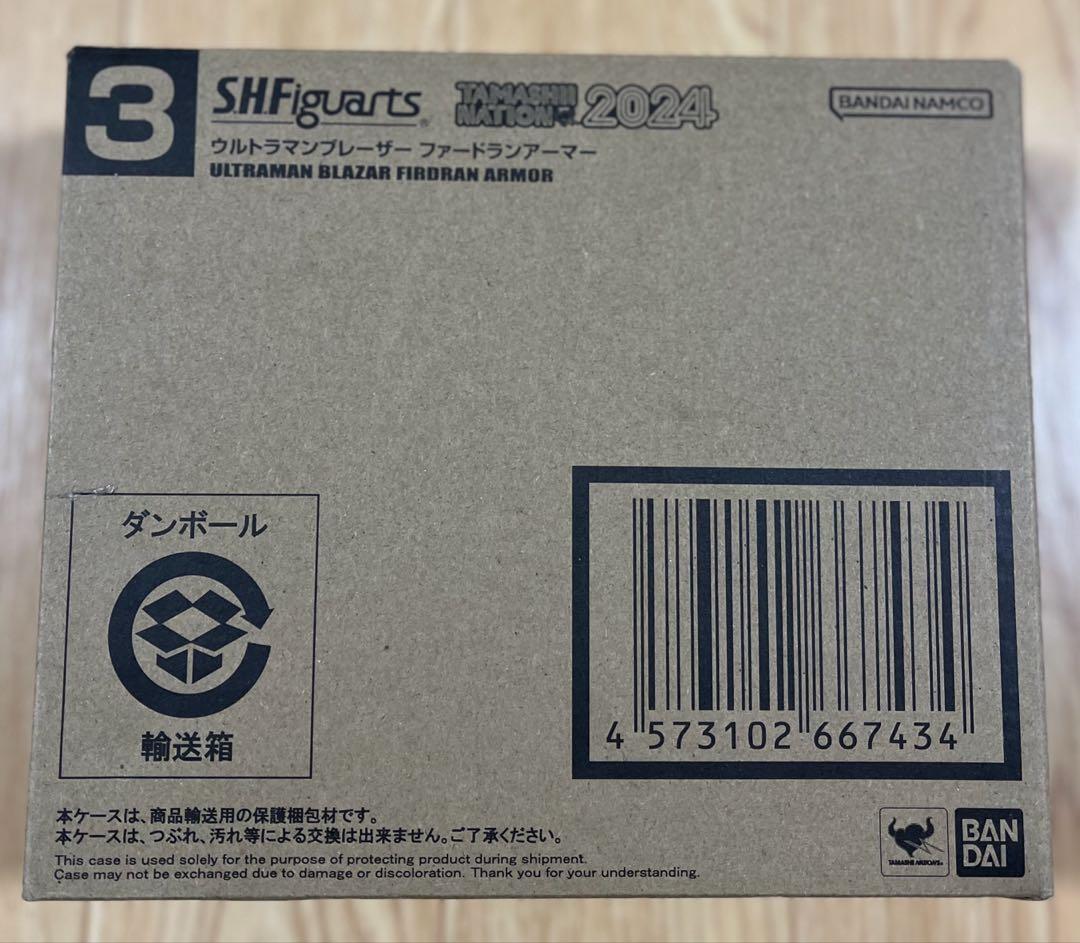 3
S.H.Figuarts
TAMASHII NATION 2024
BANDAI NAMCO
ウルトラマンブレーザー ファードランアーマー
ULTRAMAN BLAZAR FIRDRAN ARMOR
ダンボール
輸送箱
4 573102 667434
本ケースは、商品輸送用の保護梱包材です。
本ケースは、つぶれ、汚れ等による交換は出来ません。ご了承ください。
This case is used solely for the purpose of protecting product during shipment.
Case may not be exchanged due to damage or discoloration. Thank you for your understanding.
TAMASHII NATIONS
BAN
DAI